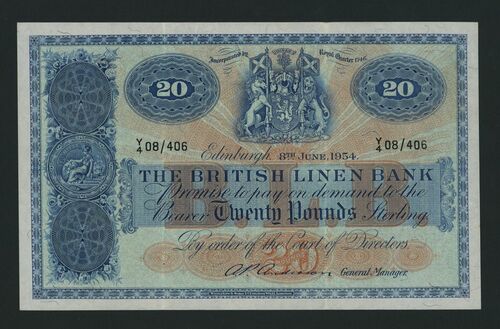 Incorporated by Royal Charter 1746.
20 20
Y/4 08/406 Y/4 08/406
Edinburgh, 8TH JUNE, 1954.
THE BRITISH LINEN BANK
Promise to pay on demand to the
Bearer Twenty Pounds Sterling.
By order of the Court of Directors.
General Manager.